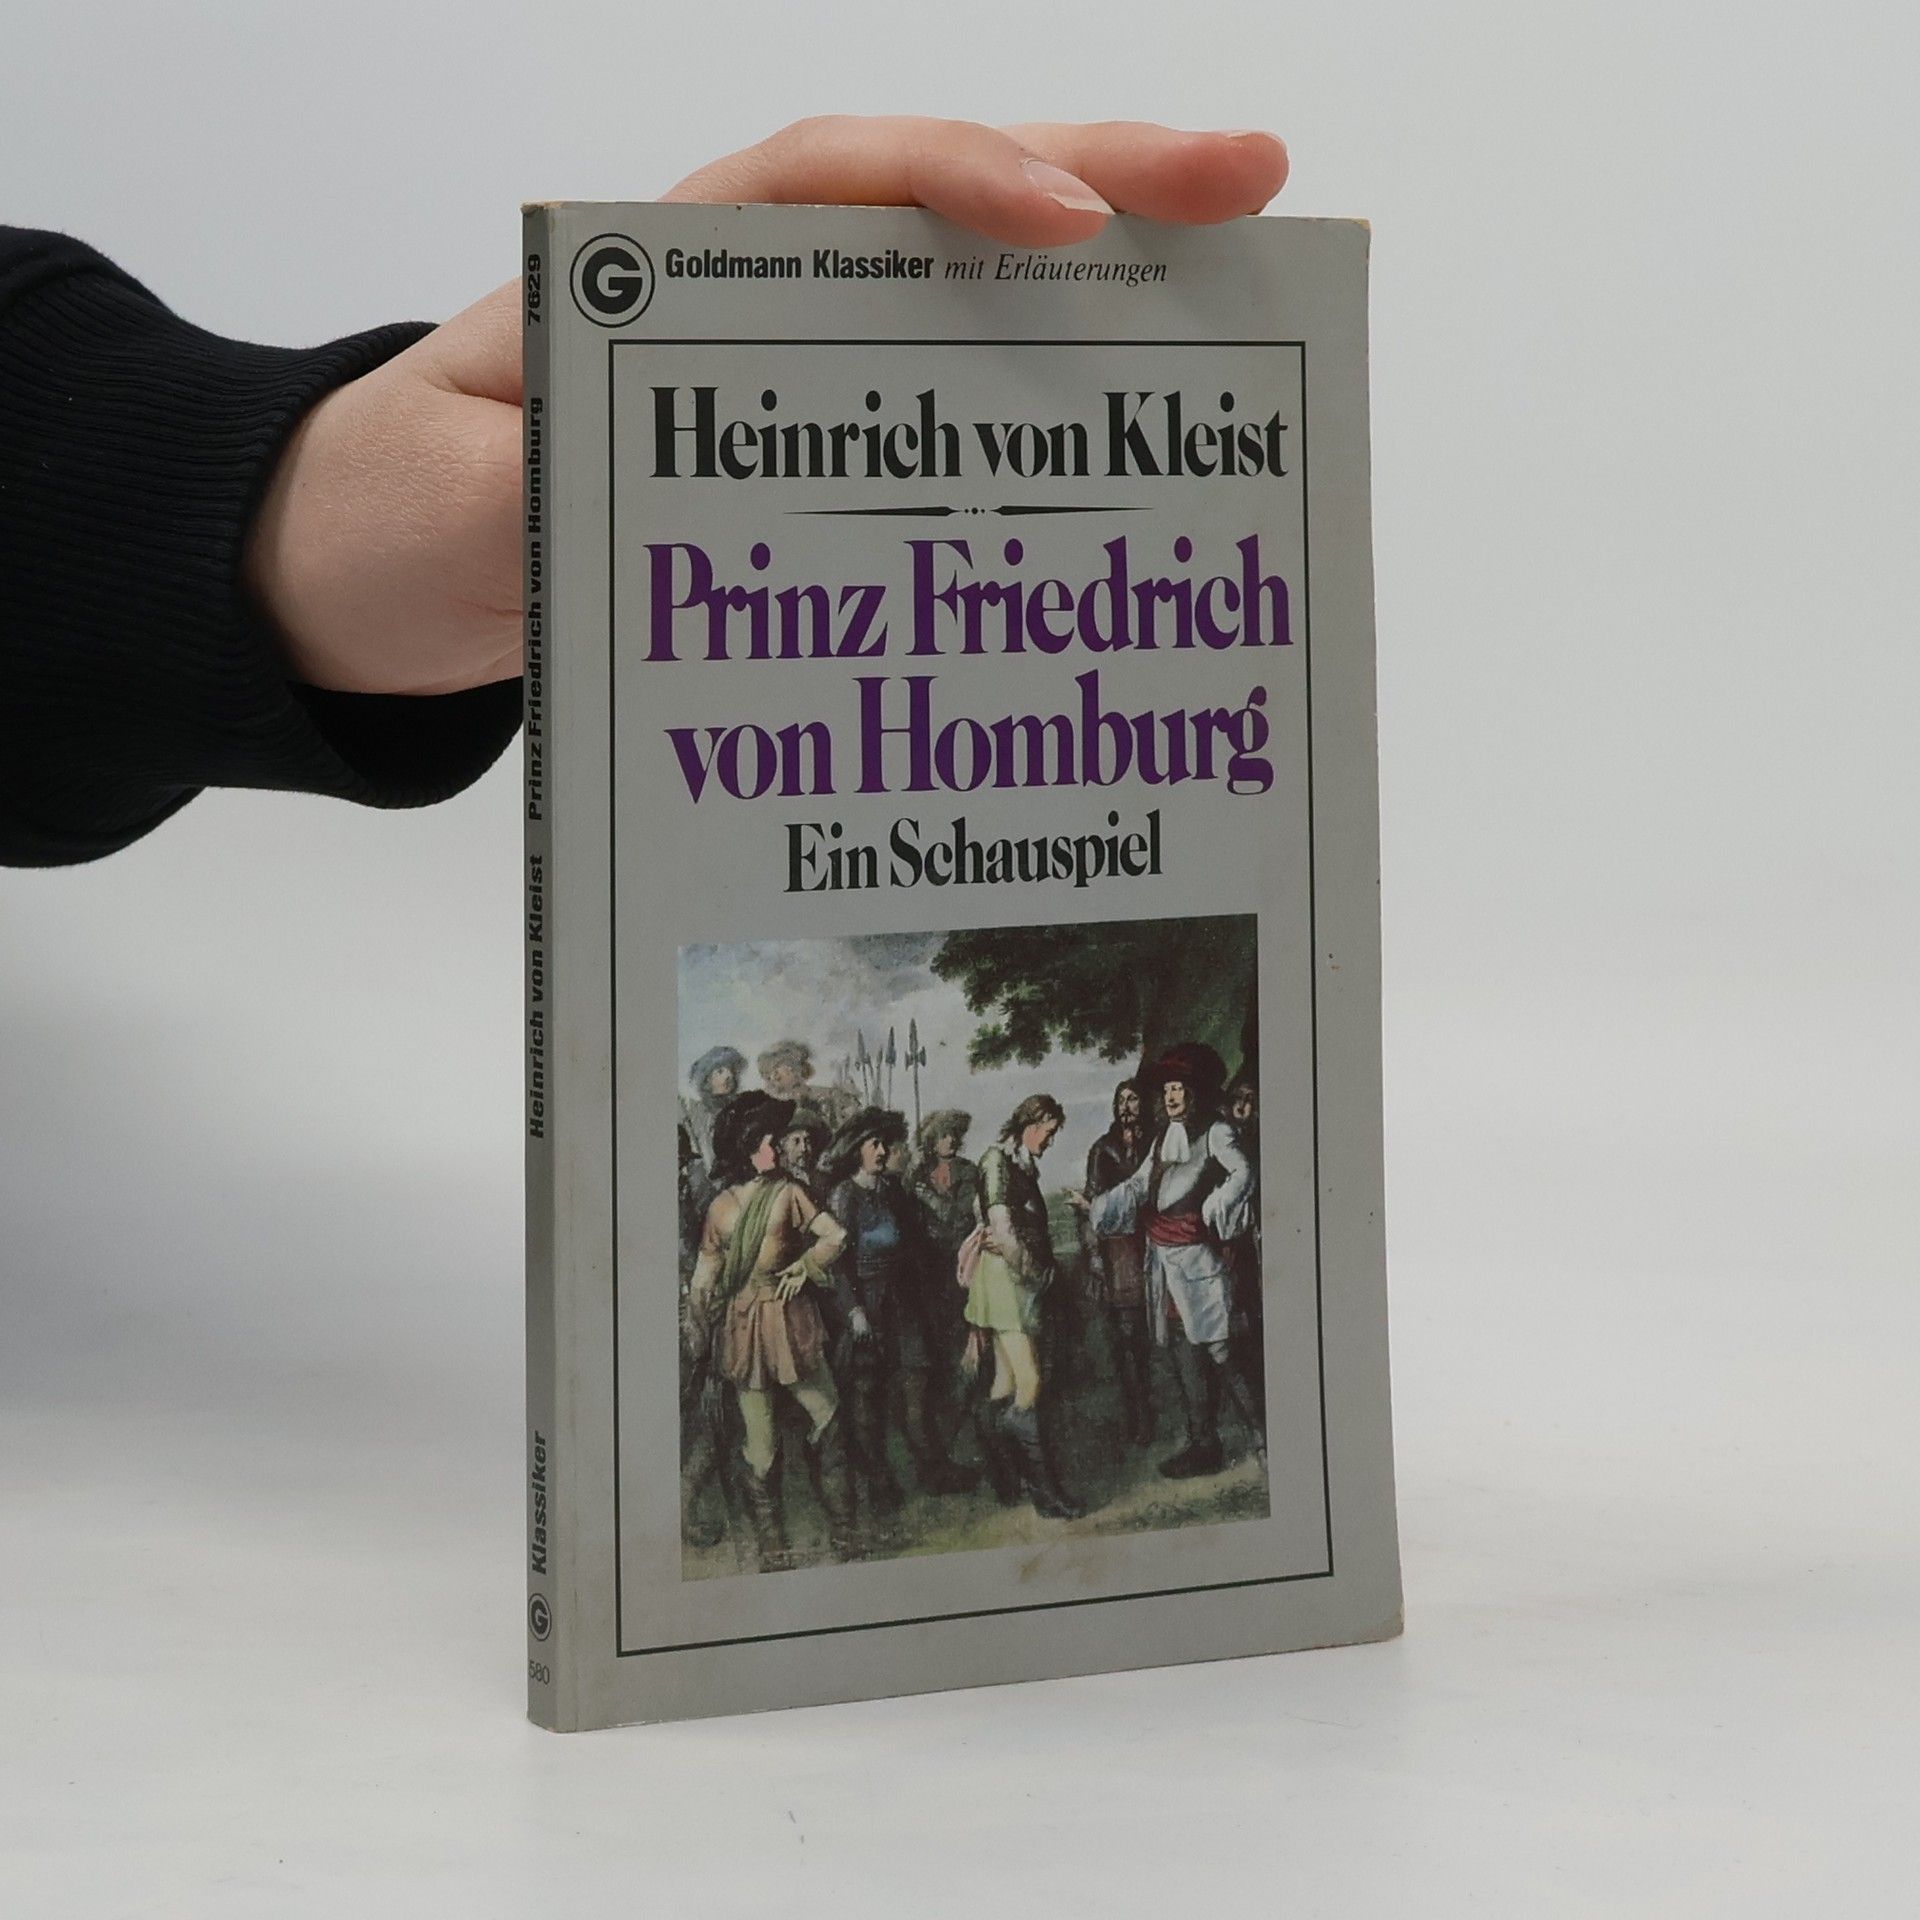 G Goldmann Klassiker mit Erläuterungen
Heinrich von Kleist
Prinz Friedrich
von Homburg
Ein Schauspiel
7629
Heinrich von Kleist Prinz Friedrich von Homburg
G Klassiker
580